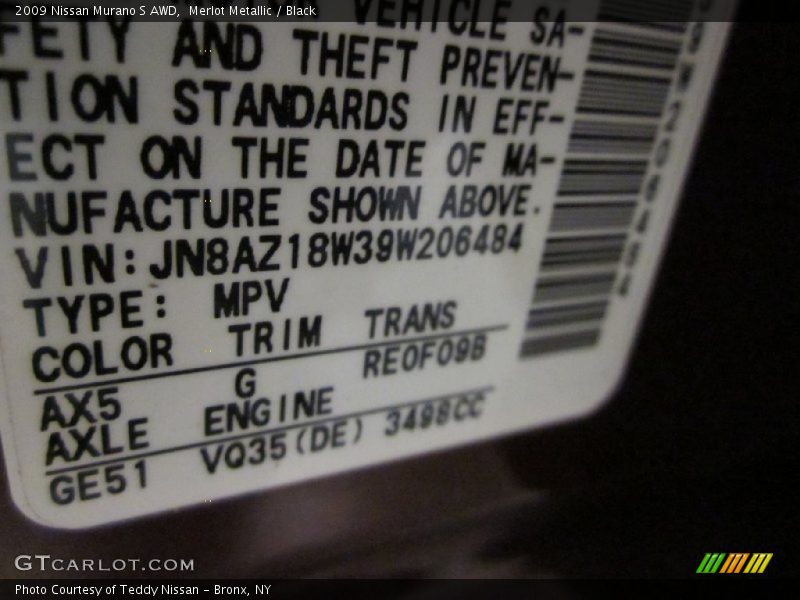 2009 Nissan Murano S AWD, Merlot Metallic / Black
VEHICLE SA-
FETY AND THEFT PREVEN-
TION STANDARDS IN EFF-
ECT ON THE DATE OF MA-
NUFACTURE SHOWN ABOVE.
VIN: JN8AZ18W39W206484
TYPE: MPV
COLOR TRIM TRANS
AX5 G RE0F09B
AXLE ENGINE
GE51 VQ35(DE) 3498CC
GTCARLOT.COM
Photo Courtesy of Teddy Nissan - Bronx, NY